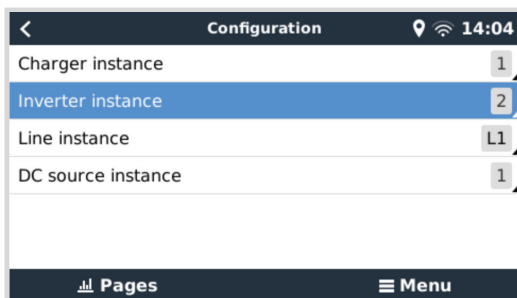 Configuration 14:04
Charger instance 1
Inverter instance 2
Line instance L1
DC source instance 1
Pages Menu